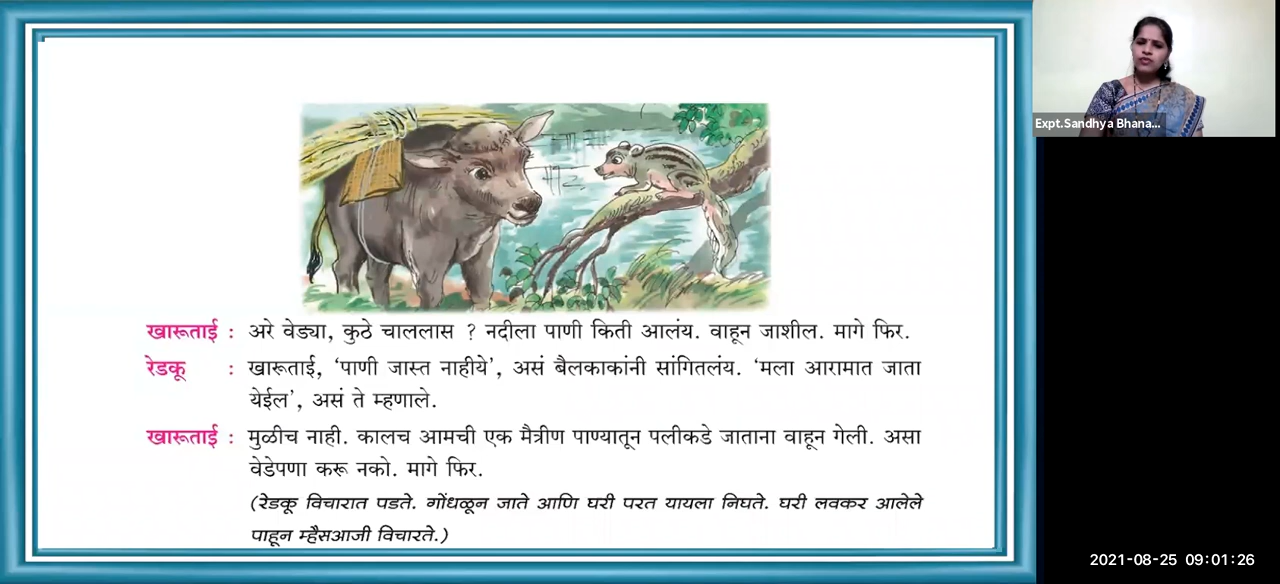 Expt.Sandhya Bhana...
खारूताई : अरे वेड्या, कुठे चाललास ? नदीला पाणी किती आलंय. वाहून जाशील. मागे फिर.
रेडकू : खारूताई, ‘पाणी जास्त नाहीये’, असं बैलकाकांनी सांगितलंय. ‘मला आरामात जाता
येईल’, असं ते म्हणाले.
खारूताई : मुळीच नाही. कालच आमची एक मैत्रीण पाण्यातून पलीकडे जाताना वाहून गेली. असा
वेडेपणा करू नको. मागे फिर.
(रेडकू विचारात पडते. गोंधळून जाते आणि घरी परत यायला निघते. घरी लवकर आलेले
पाहून म्हैसआजी विचारते.)
2021-08-25 09:01:26